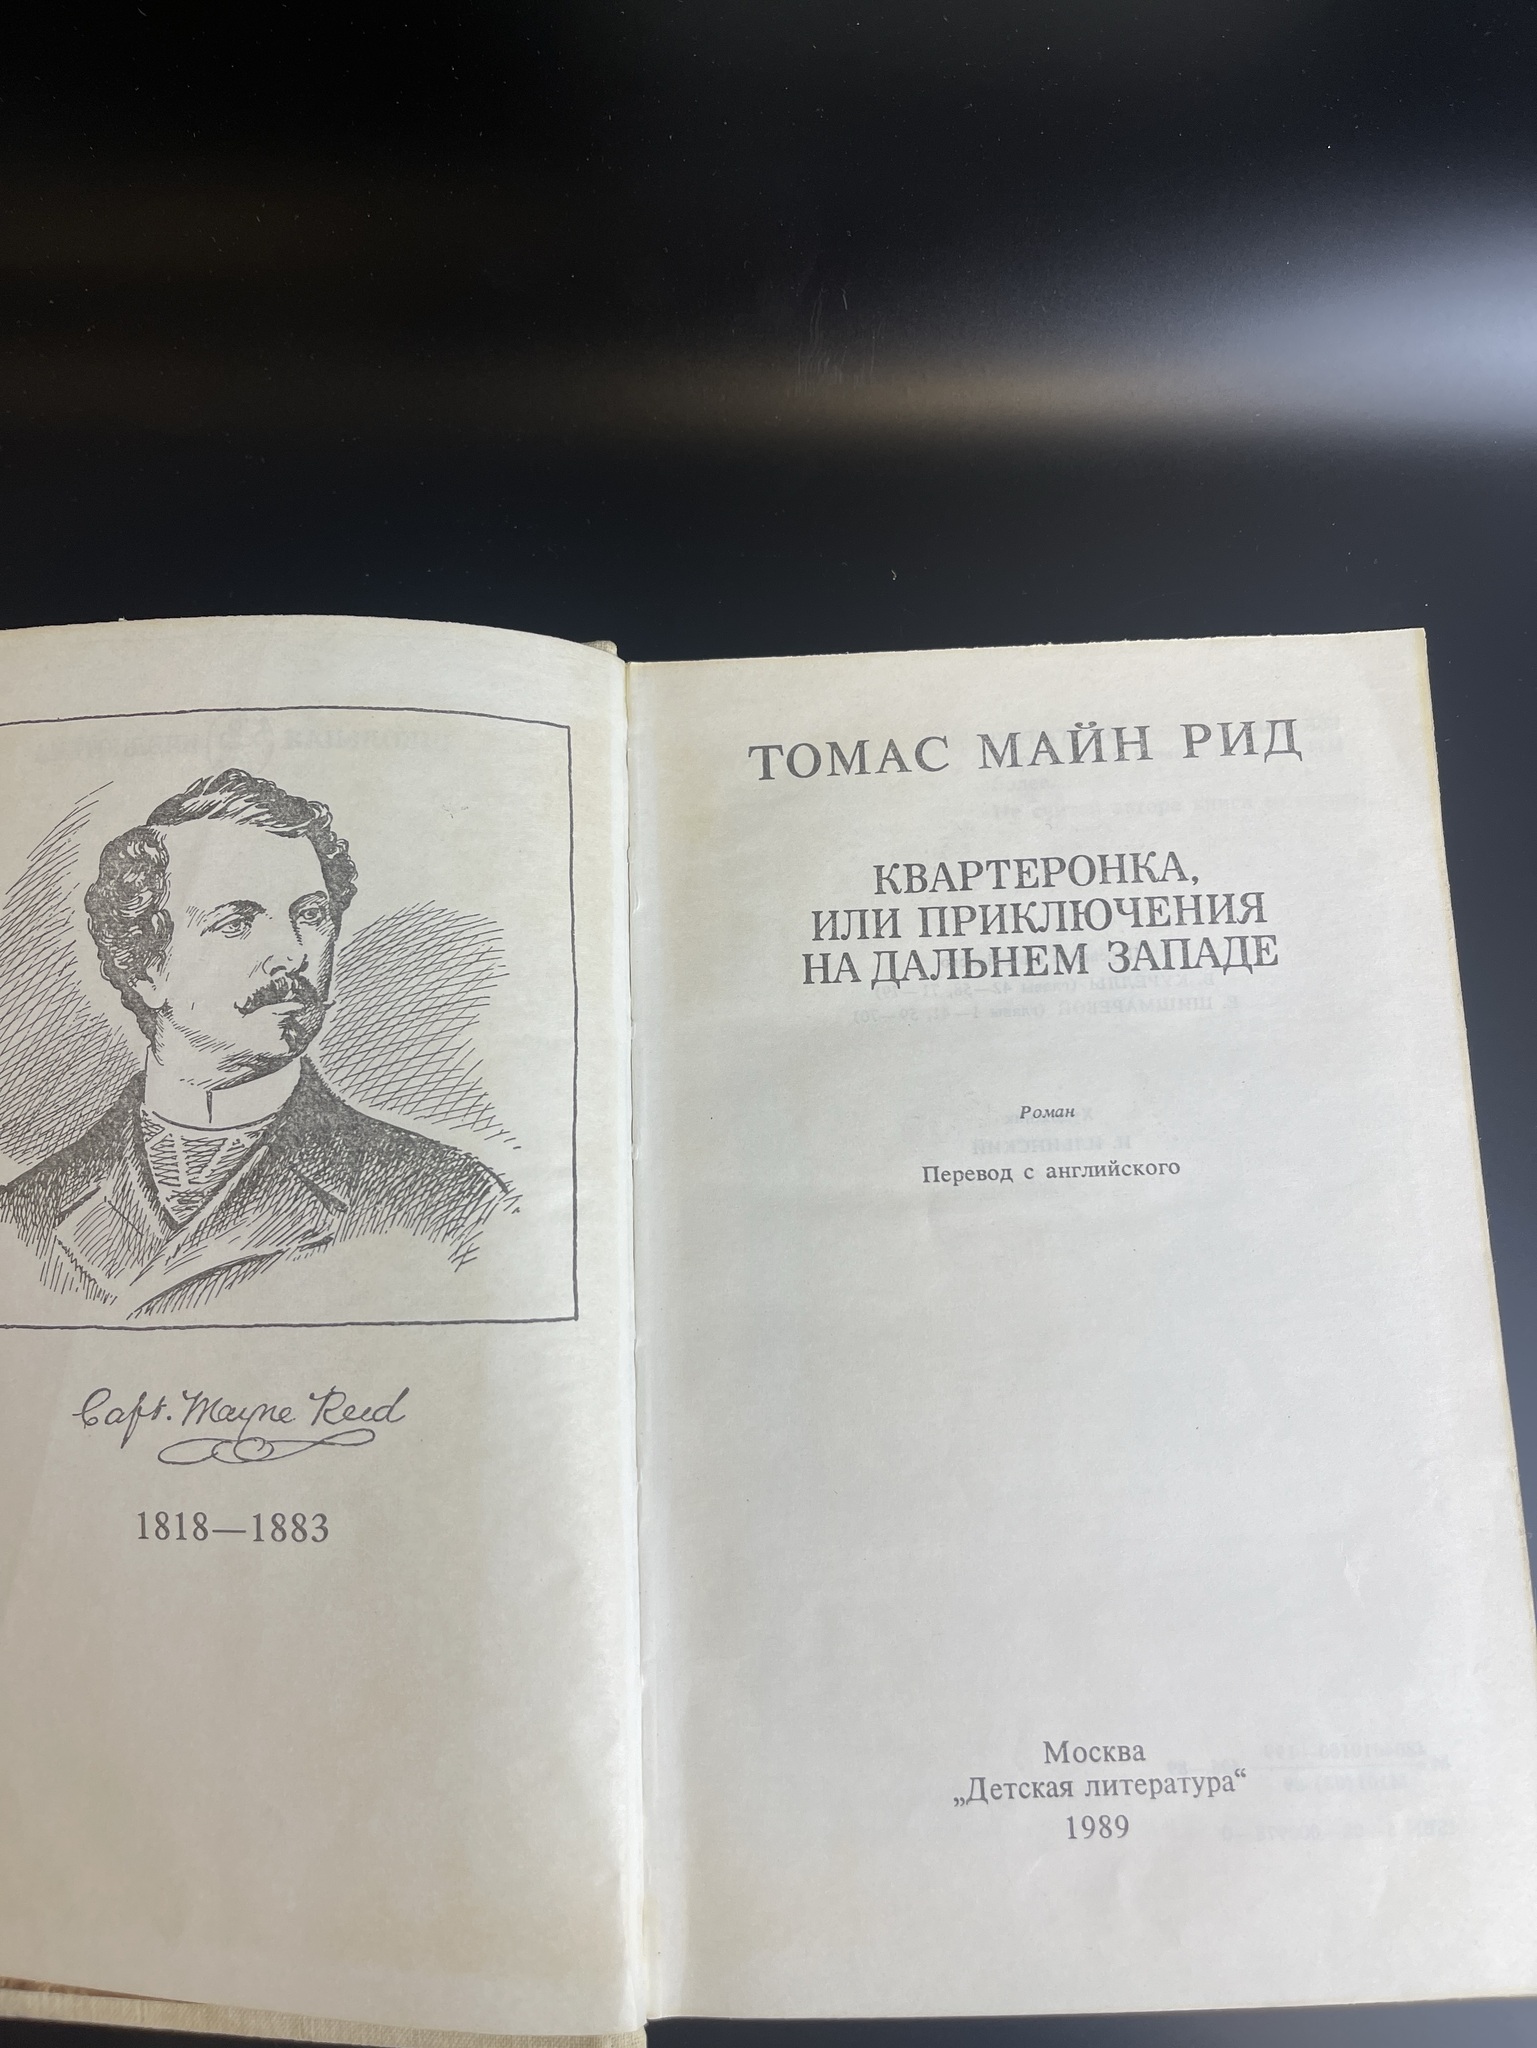 Capt. Mayne Reid
1818—1883
ТОМАС МАЙН РИД
КВАРТЕРОНКА,
ИЛИ ПРИКЛЮЧЕНИЯ
НА ДАЛЬНЕМ ЗАПАДЕ
Роман
Перевод с английского
Москва
„Детская литература“
1989